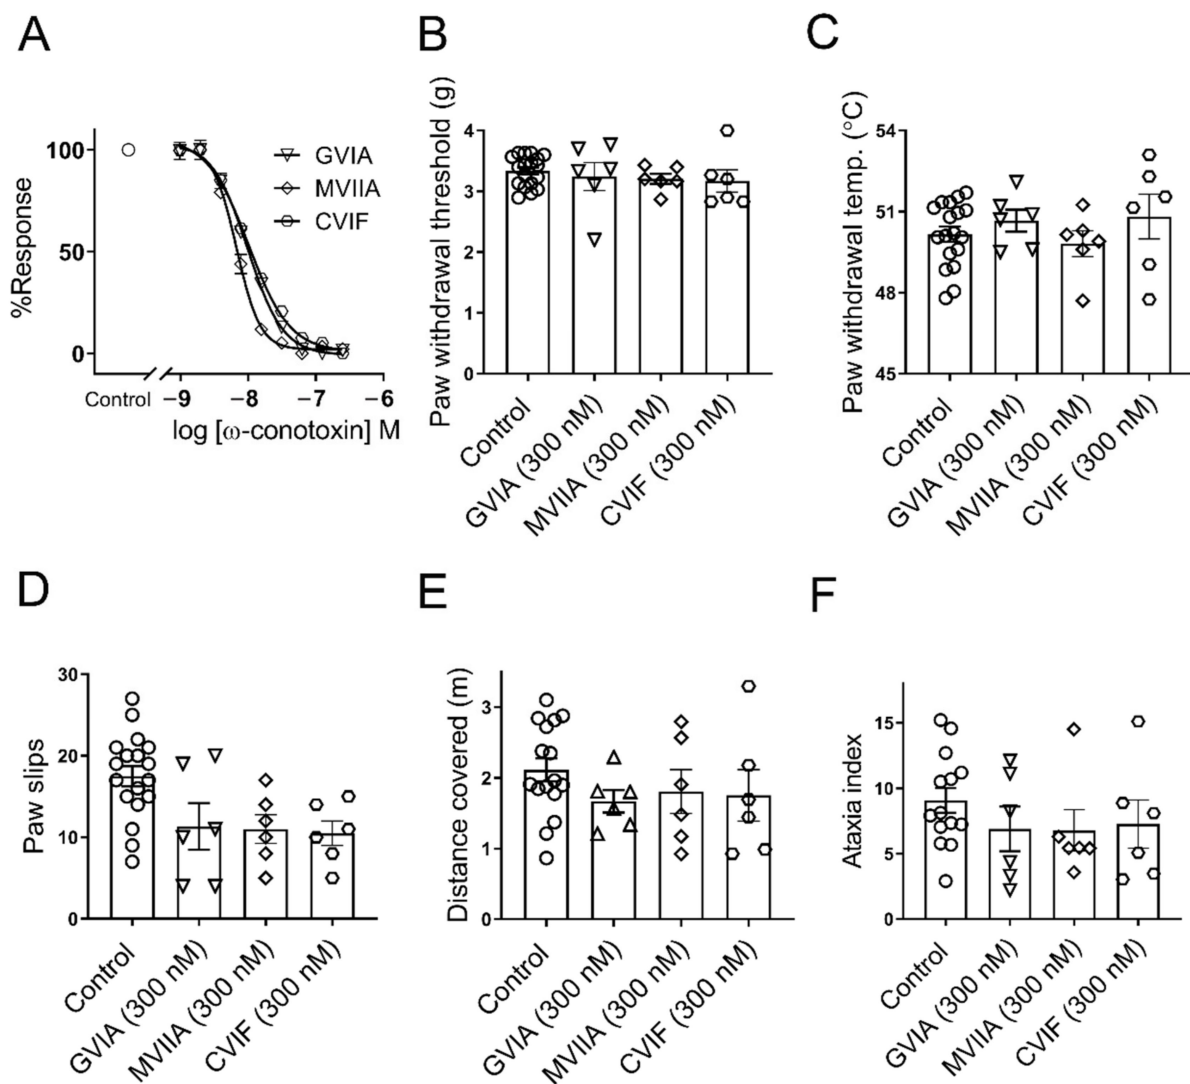 A
%Response
100
50
0
GVIA
MVIIA
CVIF
Control
−9
−8
−7
−6
log [ω-conotoxin] M
B
Paw withdrawal threshold (g)
4
3
2
1
0
Control
GVIA (300 nM)
MVIIA (300 nM)
CVIF (300 nM)
C
Paw withdrawal temp. (°C)
54
51
48
45
Control
GVIA (300 nM)
MVIIA (300 nM)
CVIF (300 nM)
D
Paw slips
30
20
10
0
Control
GVIA (300 nM)
MVIIA (300 nM)
CVIF (300 nM)
E
Distance covered (m)
3
2
1
0
Control
GVIA (300 nM)
MVIIA (300 nM)
CVIF (300 nM)
F
Ataxia index
15
10
5
0
Control
GVIA (300 nM)
MVIIA (300 nM)
CVIF (300 nM)